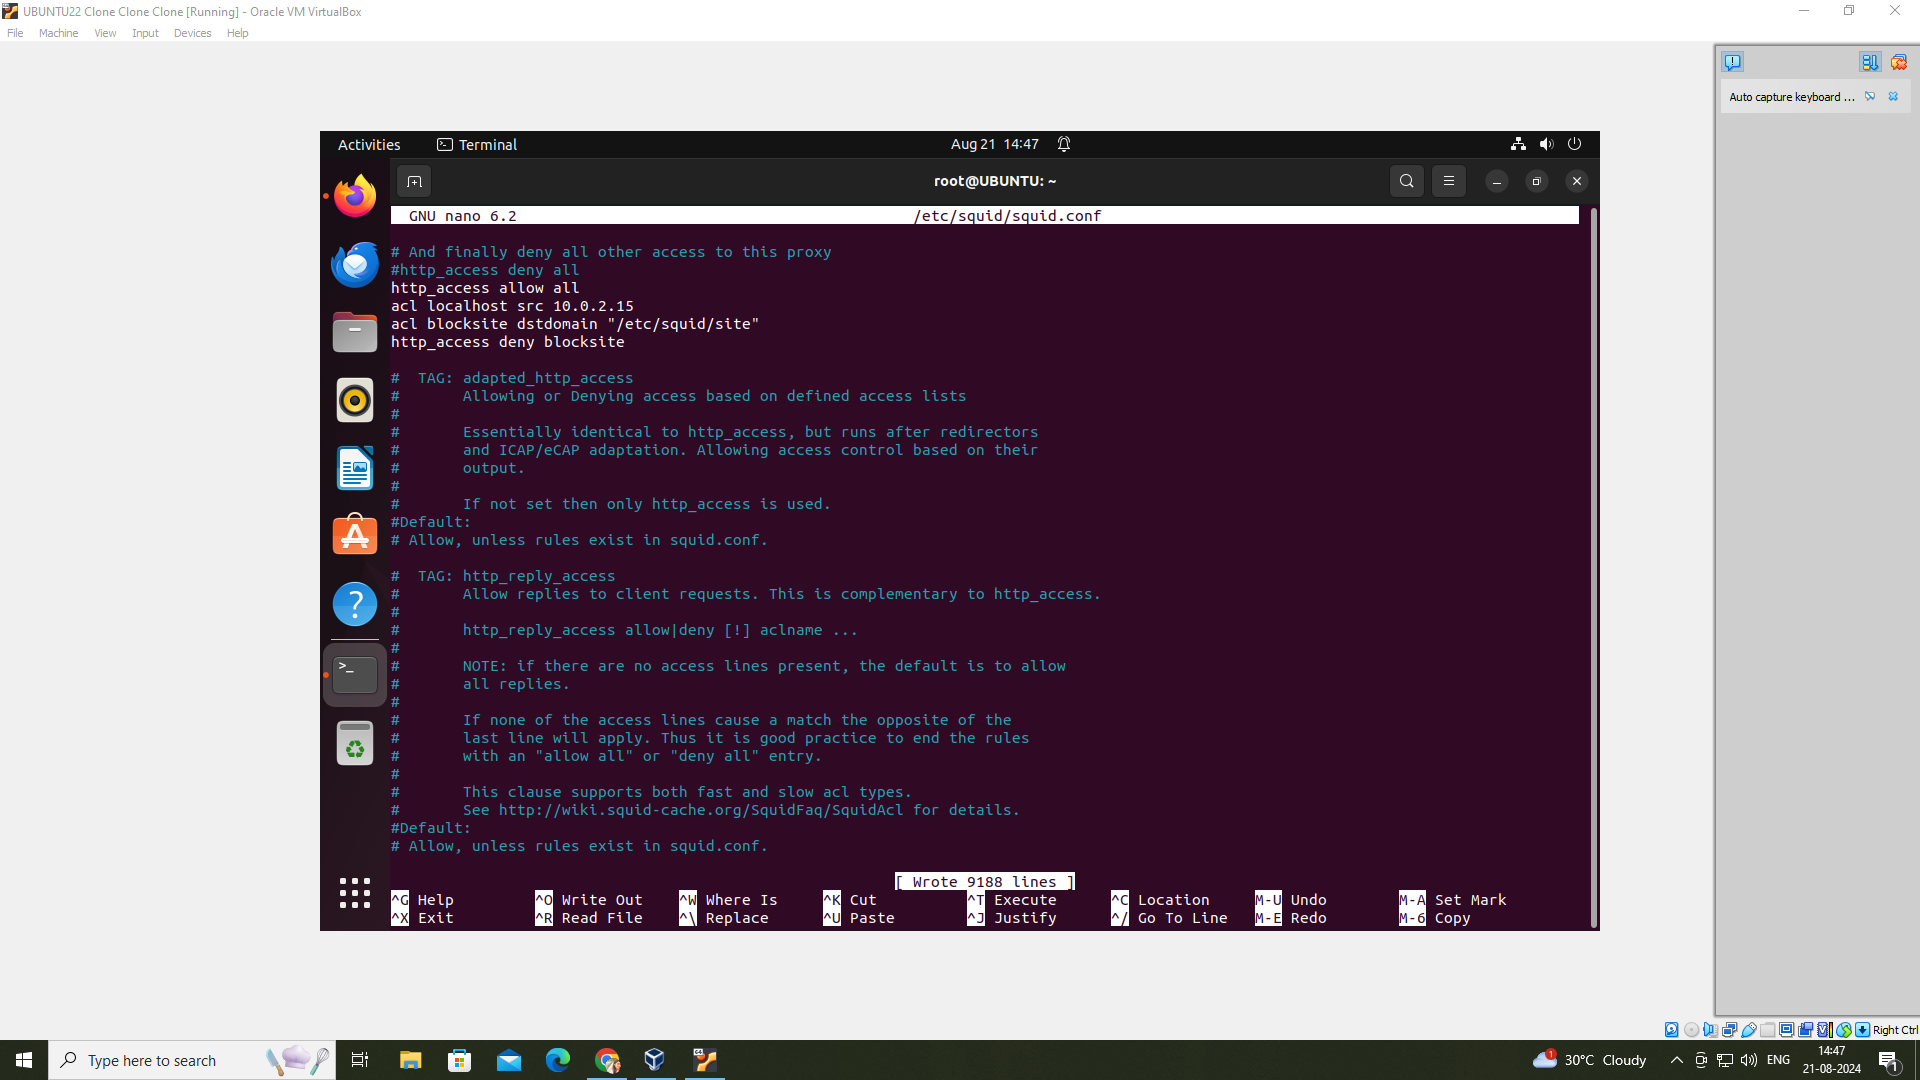 UBUNTU22 Clone Clone Clone [Running] - Oracle VM VirtualBox
File Machine View Input Devices Help
Auto capture keyboard ...
Activities Terminal Aug 21 14:47
root@UBUNTU: ~
GNU nano 6.2 /etc/squid/squid.conf
# And finally deny all other access to this proxy
#http_access deny all
http_access allow all
acl localhost src 10.0.2.15
acl blocksite dstdomain "/etc/squid/site"
http_access deny blocksite
#  TAG: adapted_http_access
#       Allowing or Denying access based on defined access lists
#
#       Essentially identical to http_access, but runs after redirectors
#       and ICAP/eCAP adaptation. Allowing access control based on their
#       output.
#
#       If not set then only http_access is used.
#Default:
# Allow, unless rules exist in squid.conf.
#  TAG: http_reply_access
#       Allow replies to client requests. This is complementary to http_access.
#
#       http_reply_access allow|deny [!] aclname ...
#
#       NOTE: if there are no access lines present, the default is to allow
#       all replies.
#
#       If none of the access lines cause a match the opposite of the
#       last line will apply. Thus it is good practice to end the rules
#       with an "allow all" or "deny all" entry.
#
#       This clause supports both fast and slow acl types.
#       See http://wiki.squid-cache.org/SquidFaq/SquidAcl for details.
#Default:
# Allow, unless rules exist in squid.conf.
[ Wrote 9188 lines ]
^G Help ^O Write Out ^W Where Is ^K Cut ^T Execute ^C Location M-U Undo M-A Set Mark
^X Exit ^R Read File ^\ Replace ^U Paste ^J Justify ^/ Go To Line M-E Redo M-6 Copy
Right Ctrl
Type here to search
1 30°C Cloudy ENG 14:47
21-08-2024
1